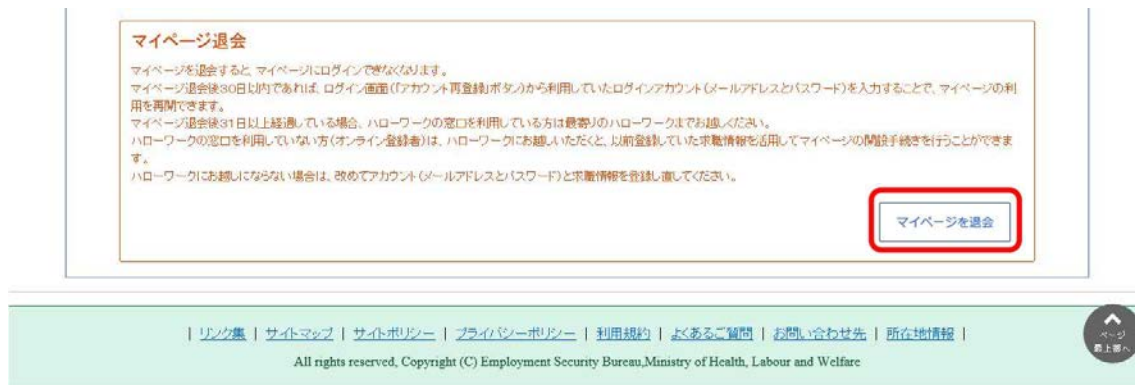 マイページ退会
マイページを退会すると、マイページにログインできなくなります。
マイページ退会後30日以内であれば、ログイン画面(「アカウント再登録」ボタン)から利用していたログインアカウント(メールアドレスとパスワード)を入力することで、マイページの利
用を再開できます。
マイページ退会後31日以上経過している場合、ハローワークの窓口を利用している方は最寄りのハローワークまでお越しください。
ハローワークの窓口を利用していない方(オンライン登録者)は、ハローワークにお越しいただくと、以前登録していた求職情報を活用してマイページの開設手続きを行うことができま
す。
ハローワークにお越しにならない場合は、改めてアカウント(メールアドレスとパスワード)と求職情報を登録し直してください。
マイページを退会
| リンク集 | サイトマップ | サイトポリシー | プライバシーポリシー | 利用規約 | よくあるご質問 | お問い合わせ先 | 所在地情報 |
All rights reserved, Copyright (C) Employment Security Bureau,Ministry of Health, Labour and Welfare
ページ
最上部へ